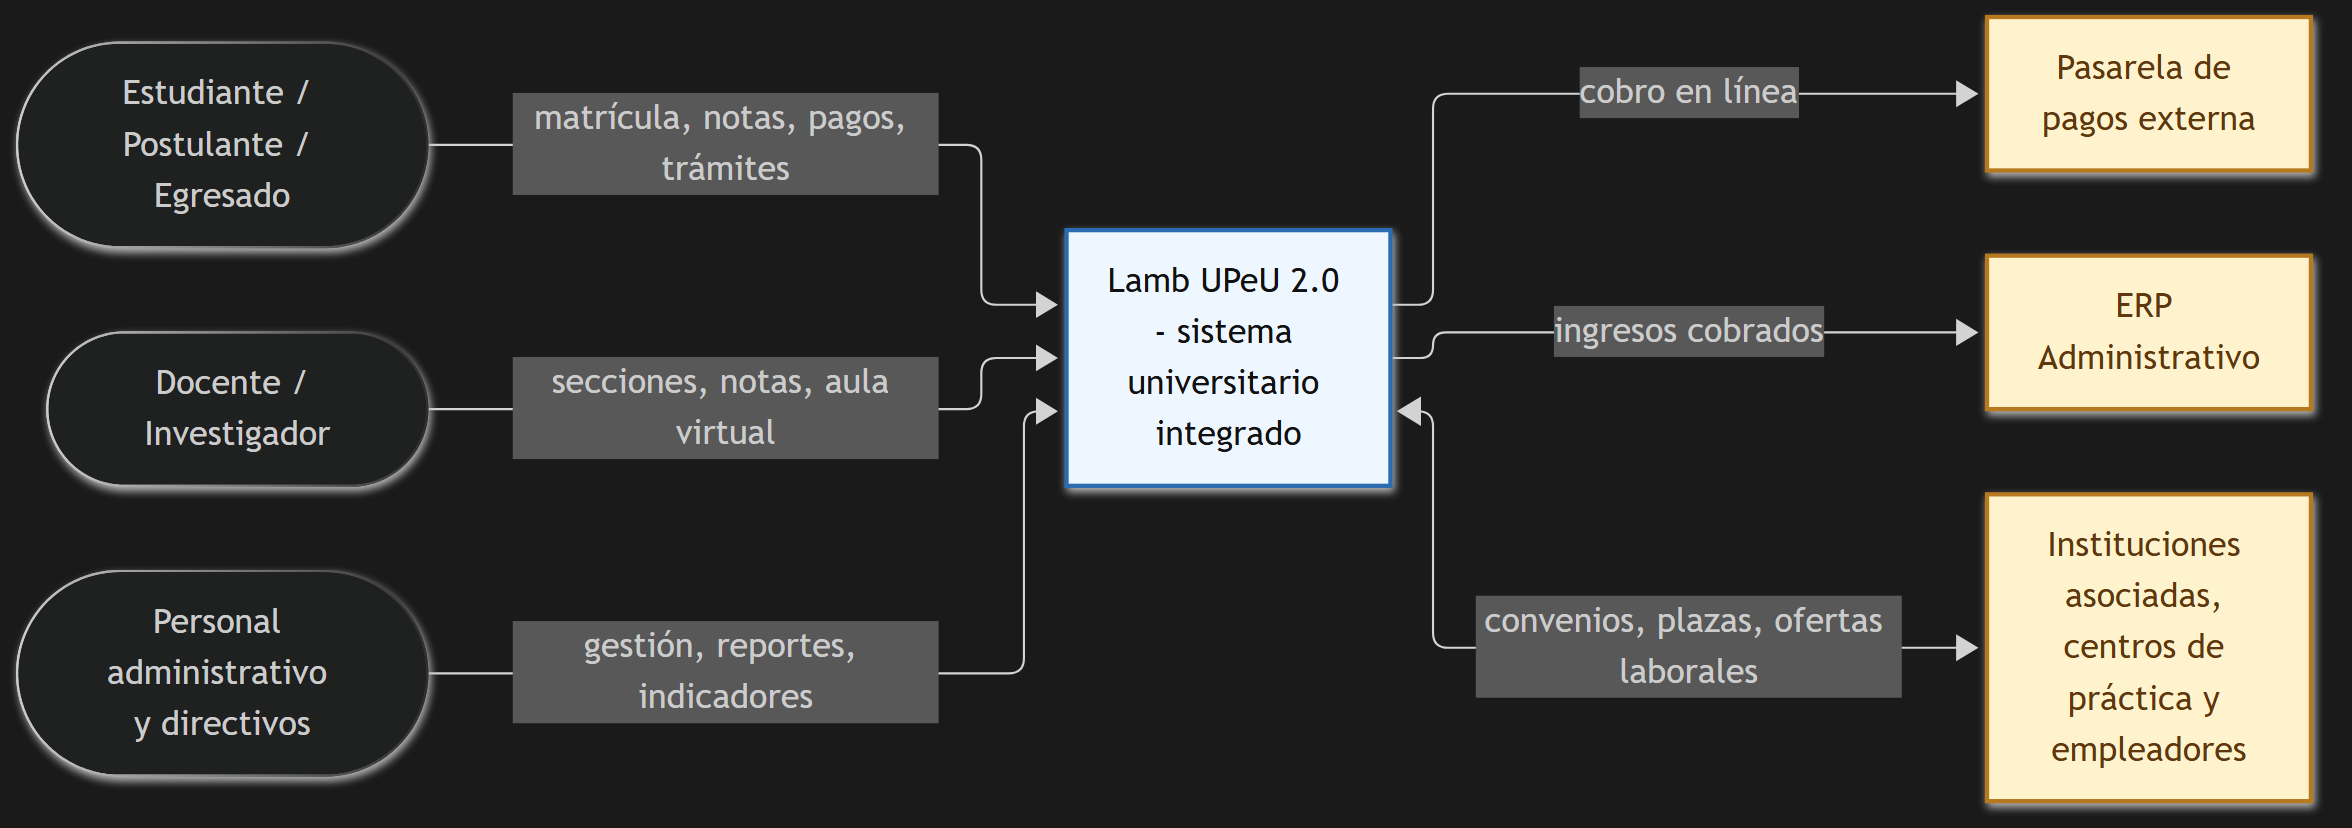 Estudiante /
Postulante /
Egresado
matrícula, notas, pagos,
trámites
Docente /
Investigador
secciones, notas, aula
virtual
Personal
administrativo
y directivos
gestión, reportes,
indicadores
Lamb UPeU 2.0
- sistema
universitario
integrado
cobro en línea
Pasarela de
pagos externa
ingresos cobrados
ERP
Administrativo
convenios, plazas, ofertas
laborales
Instituciones
asociadas,
centros de
práctica y
empleadores